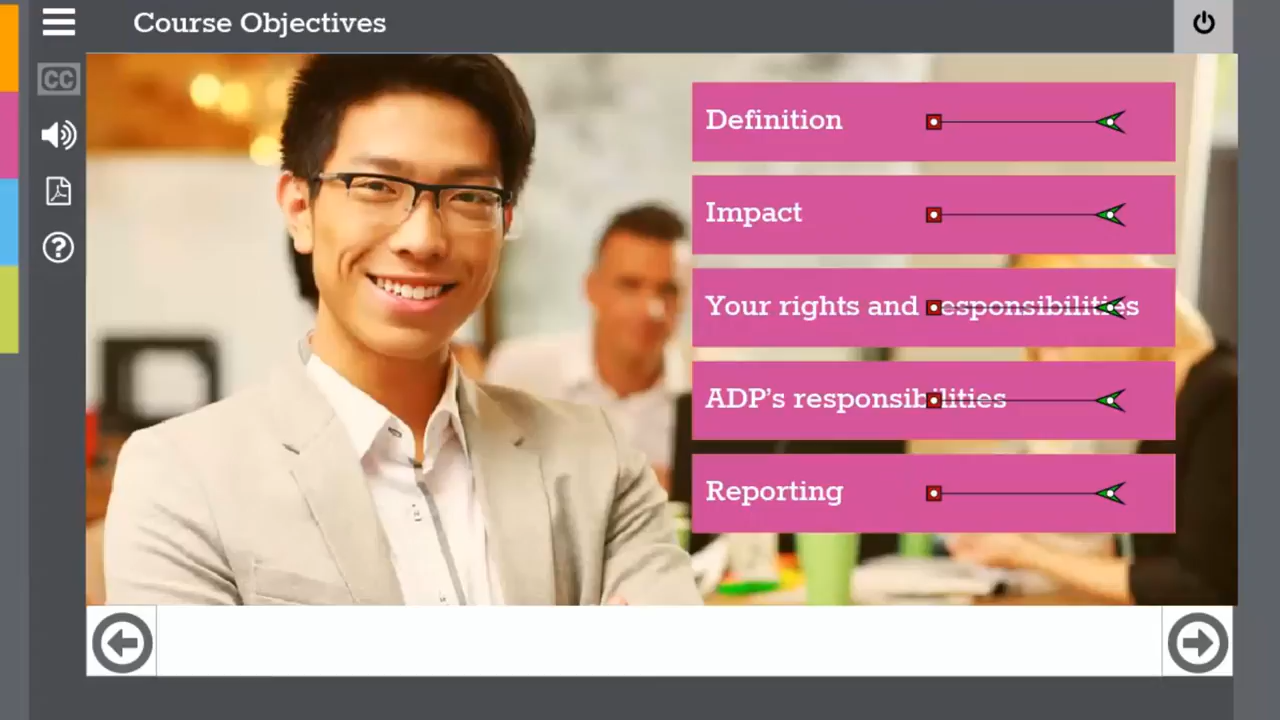 Course Objectives
CC
Definition
Impact
Your rights and responsibilities
ADP's responsibilities
Reporting